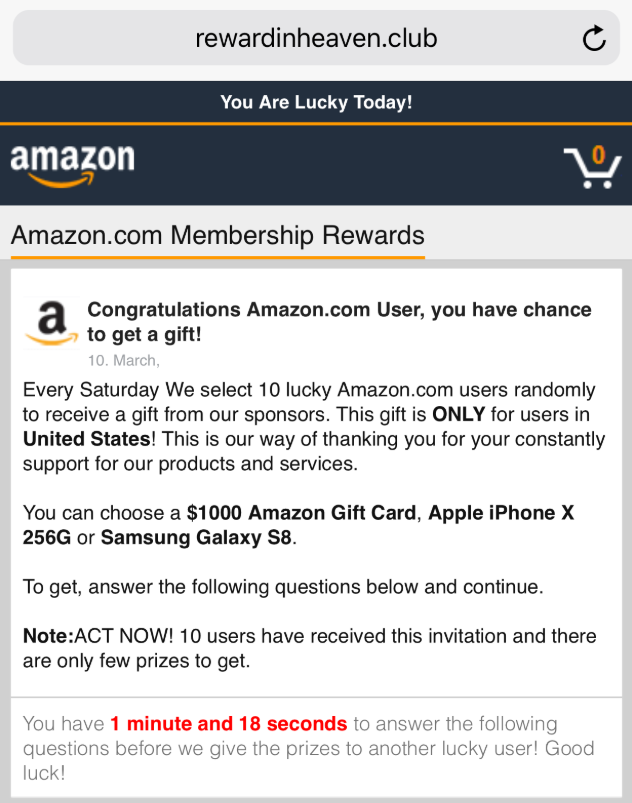 rewardinheaven.club
You Are Lucky Today!
amazon
0
Amazon.com Membership Rewards
a
Congratulations Amazon.com User, you have chance
to get a gift!
10. March,
Every Saturday We select 10 lucky Amazon.com users randomly
to receive a gift from our sponsors. This gift is ONLY for users in
United States! This is our way of thanking you for your constantly
support for our products and services.
You can choose a $1000 Amazon Gift Card, Apple iPhone X
256G or Samsung Galaxy S8.
To get, answer the following questions below and continue.
Note:ACT NOW! 10 users have received this invitation and there
are only few prizes to get.
You have 1 minute and 18 seconds to answer the following
questions before we give the prizes to another lucky user! Good
luck!